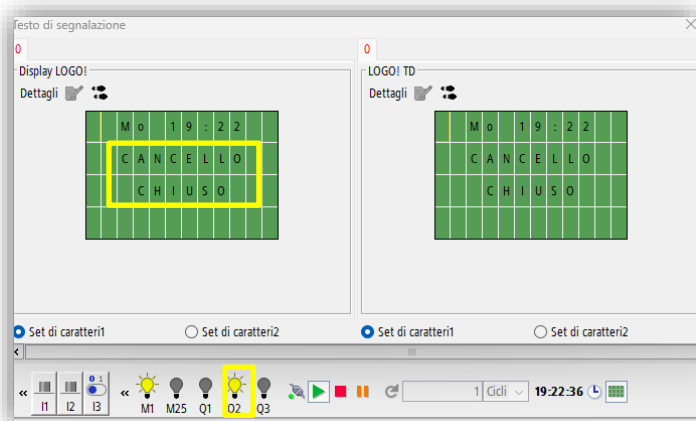 Testo di segnalazione
0
0
Display LOGO!
LOGO! TD
Dettagli
Dettagli
Mo 19:22
CANCELLO
CHIUSO
Mo 19:22
CANCELLO
CHIUSO
Set di caratteri1
Set di caratteri2
Set di caratteri1
Set di caratteri2
« I1 I2 0 1 I3 « M1 M25 Q1 Q2 Q3 1 Cicli 19:22:36